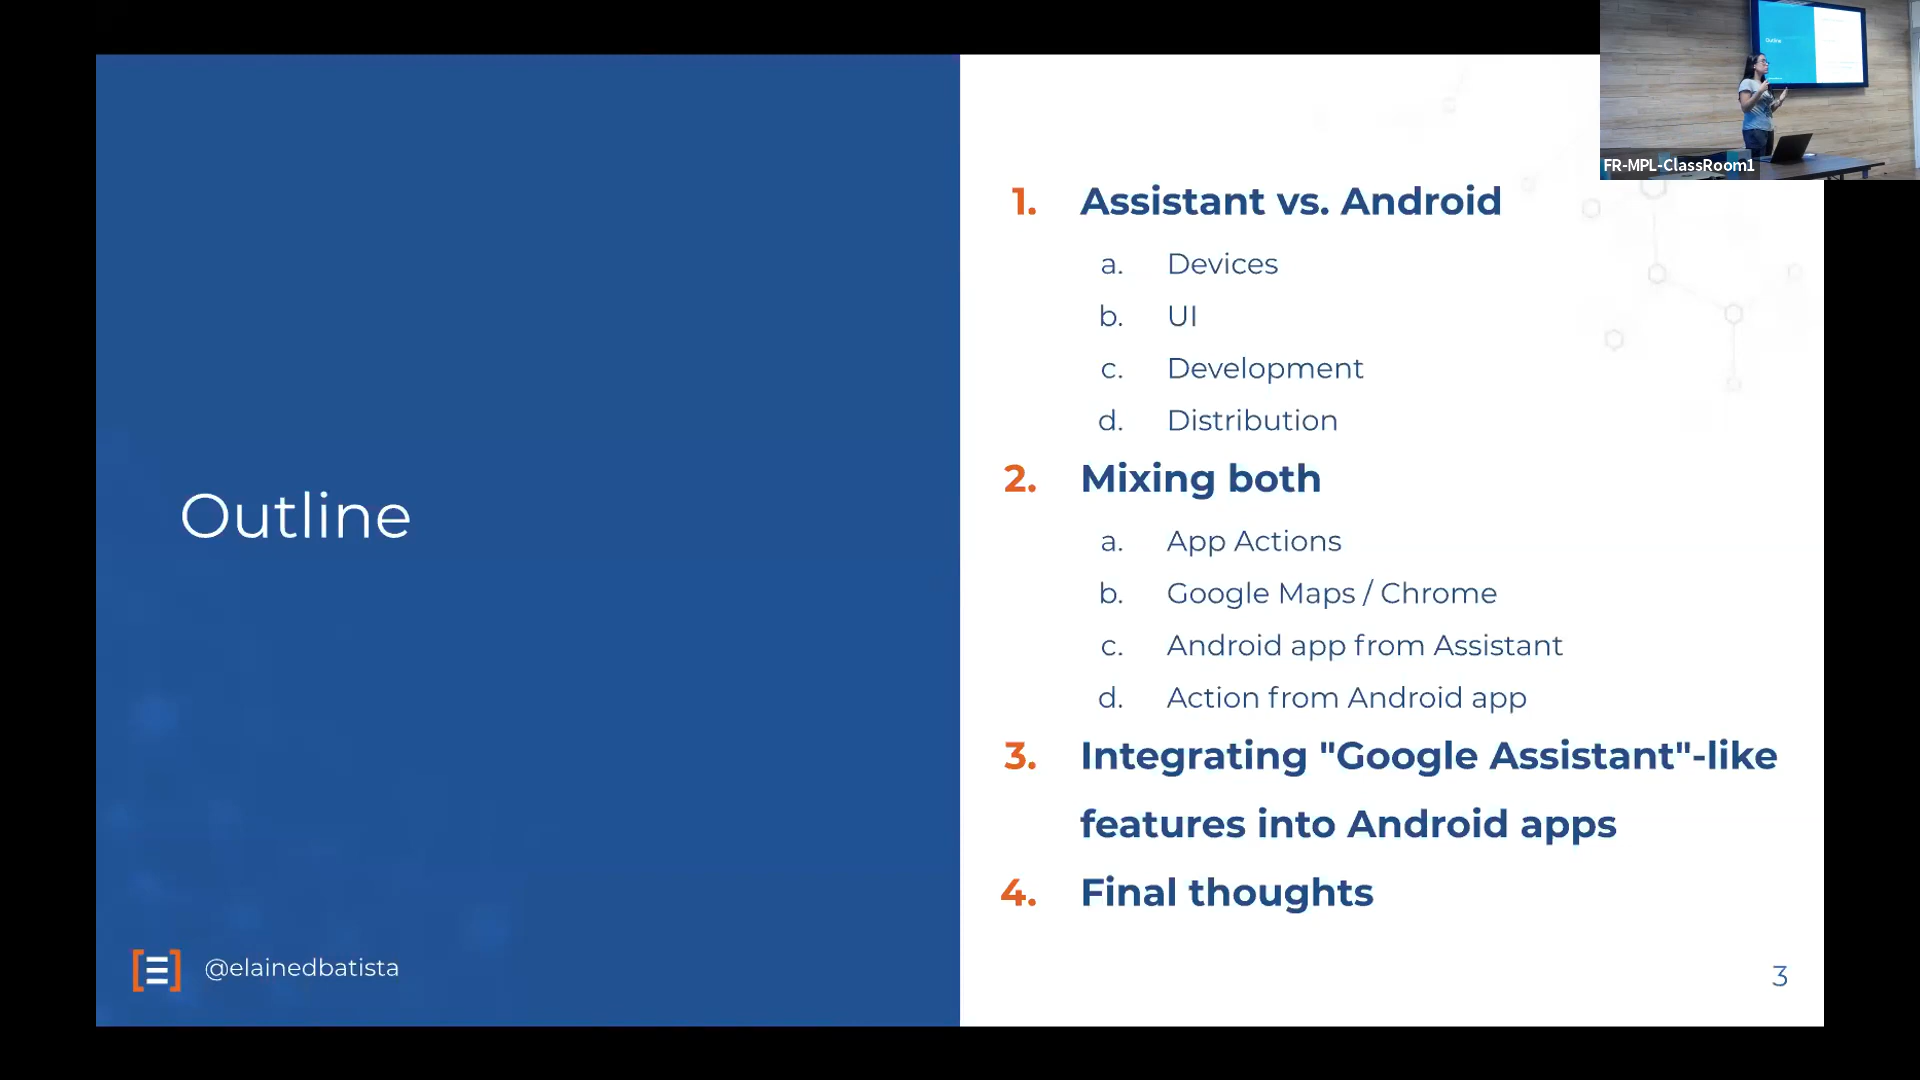 Outline
@elainedbatista
1. Assistant vs. Android
a. Devices
b. UI
c. Development
d. Distribution
2. Mixing both
a. App Actions
b. Google Maps / Chrome
c. Android app from Assistant
d. Action from Android app
3. Integrating "Google Assistant"-like
features into Android apps
4. Final thoughts
3
Outline
FR-MPL-ClassRoom1